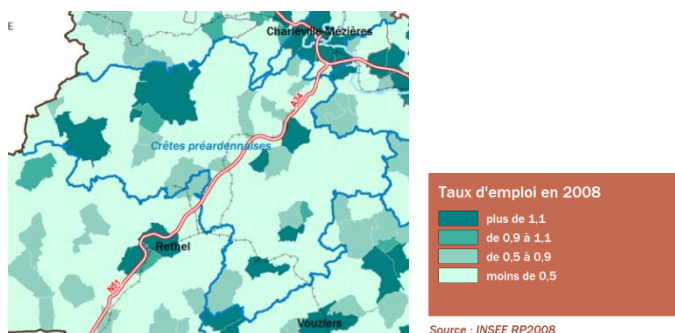 E
Charleville-Mézières
A34
Crêtes préardennaises
Rethel
N51
Vouziers
Taux d'emploi en 2008
plus de 1,1
de 0,9 à 1,1
de 0,5 à 0,9
moins de 0,5
Source : INSEE RP2008